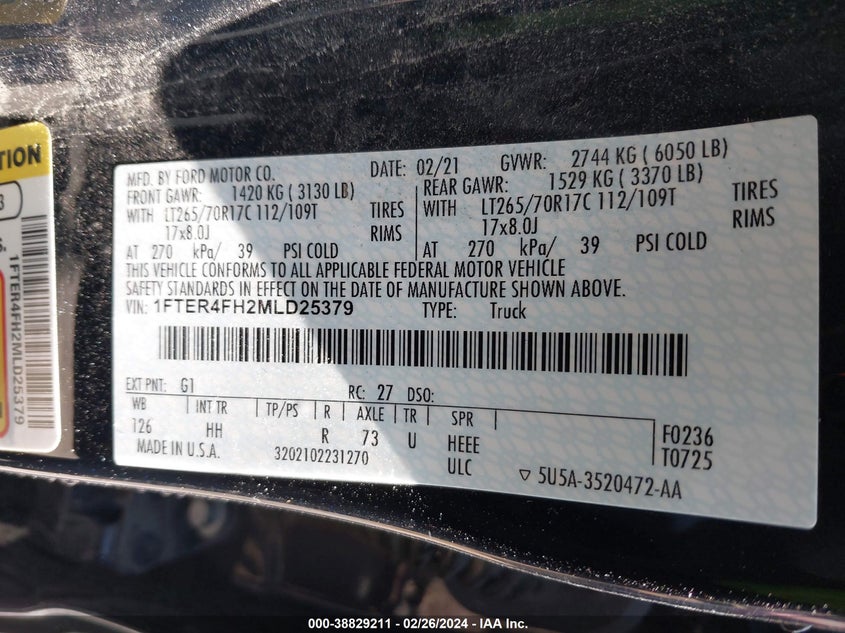 MFD. BY FORD MOTOR CO. DATE: 02/21 GVWR: 2744 KG ( 6050 LB)
FRONT GAWR: 1420 KG ( 3130 LB) REAR GAWR: 1529 KG ( 3370 LB)
WITH LT265/70R17C 112/109T TIRES WITH LT265/70R17C 112/109T TIRES
17x8.0J RIMS 17x8.0J RIMS
AT 270 kPa/ 39 PSI COLD AT 270 kPa/ 39 PSI COLD
THIS VEHICLE CONFORMS TO ALL APPLICABLE FEDERAL MOTOR VEHICLE
SAFETY STANDARDS IN EFFECT ON THE DATE OF MANUFACTURE SHOWN ABOVE.
VIN: 1FTER4FH2MLD25379 TYPE: Truck
EXT PNT: G1 RC: 27 DSO:
WB INT TR TP/PS R AXLE TR SPR
126 HH R 73 U HEEE F0236
MADE IN U.S.A. 3202102231270 ULC T0725
▽ 5U5A-3520472-AA
TION
3
S.
1FTER4FH2MLD25379
000-38829211 - 02/26/2024 - IAA Inc.